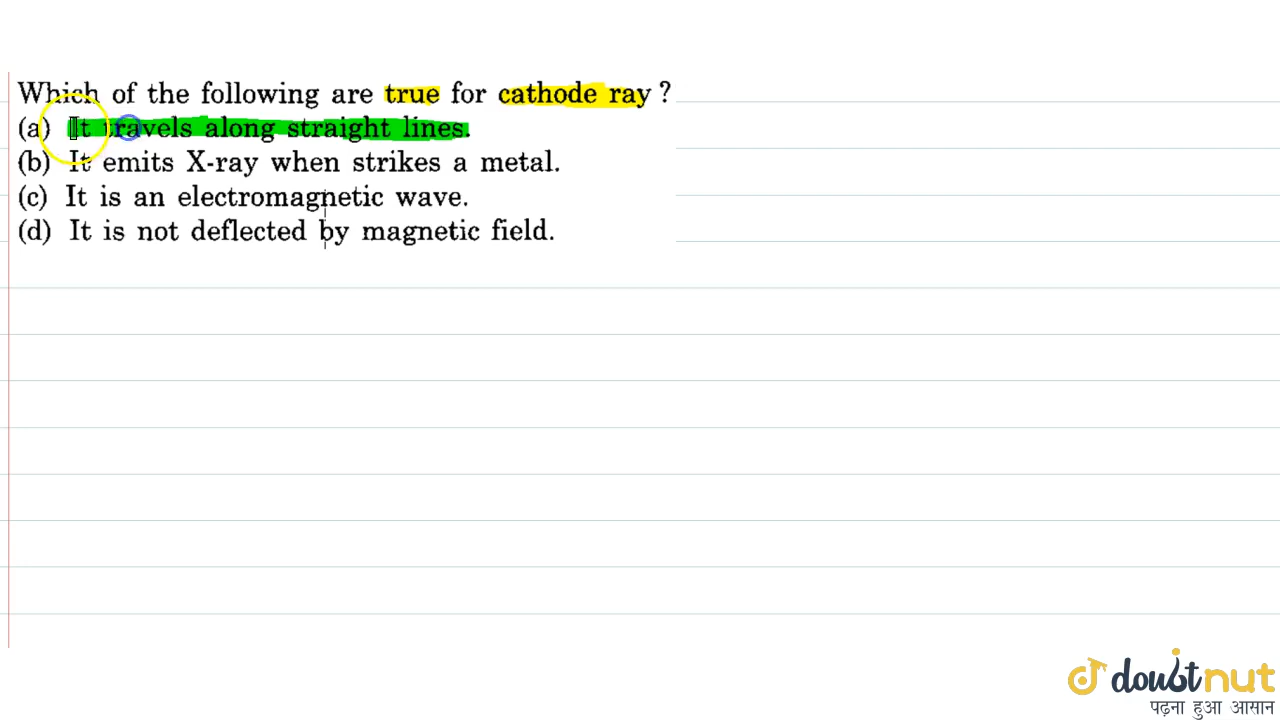 Which of the following are true for cathode ray ?
(a) It travels along straight lines.
(b) It emits X-ray when strikes a metal.
(c) It is an electromagnetic wave.
(d) It is not deflected by magnetic field.
doubtnut
पढ़ना हुआ आसान